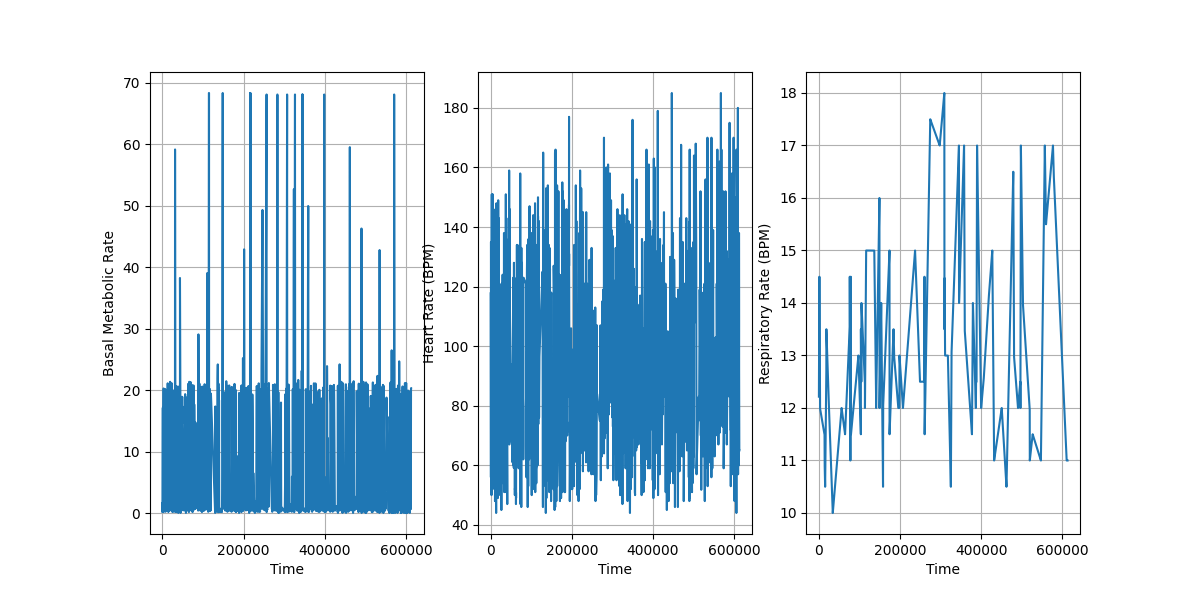 Basal Metabolic Rate
70
60
50
40
30
20
10
0
0 200000 400000 600000
Time
Heart Rate (BPM)
180
160
140
120
100
80
60
40
0 200000 400000 600000
Time
Respiratory Rate (BPM)
18
17
16
15
14
13
12
11
10
0 200000 400000 600000
Time